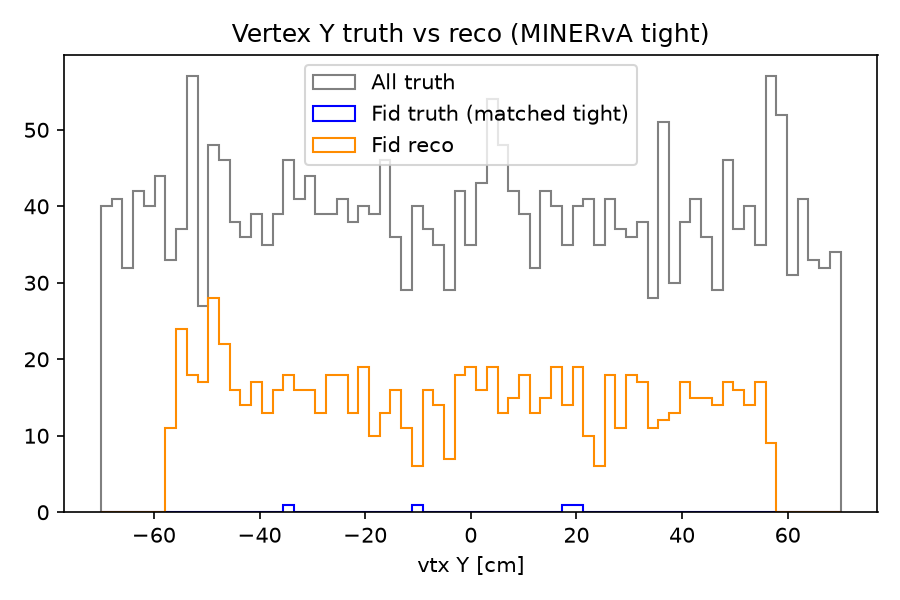 Vertex Y truth vs reco (MINERvA tight)
All truth
Fid truth (matched tight)
Fid reco
50
40
30
20
10
0
−60 −40 −20 0 20 40 60
vtx Y [cm]